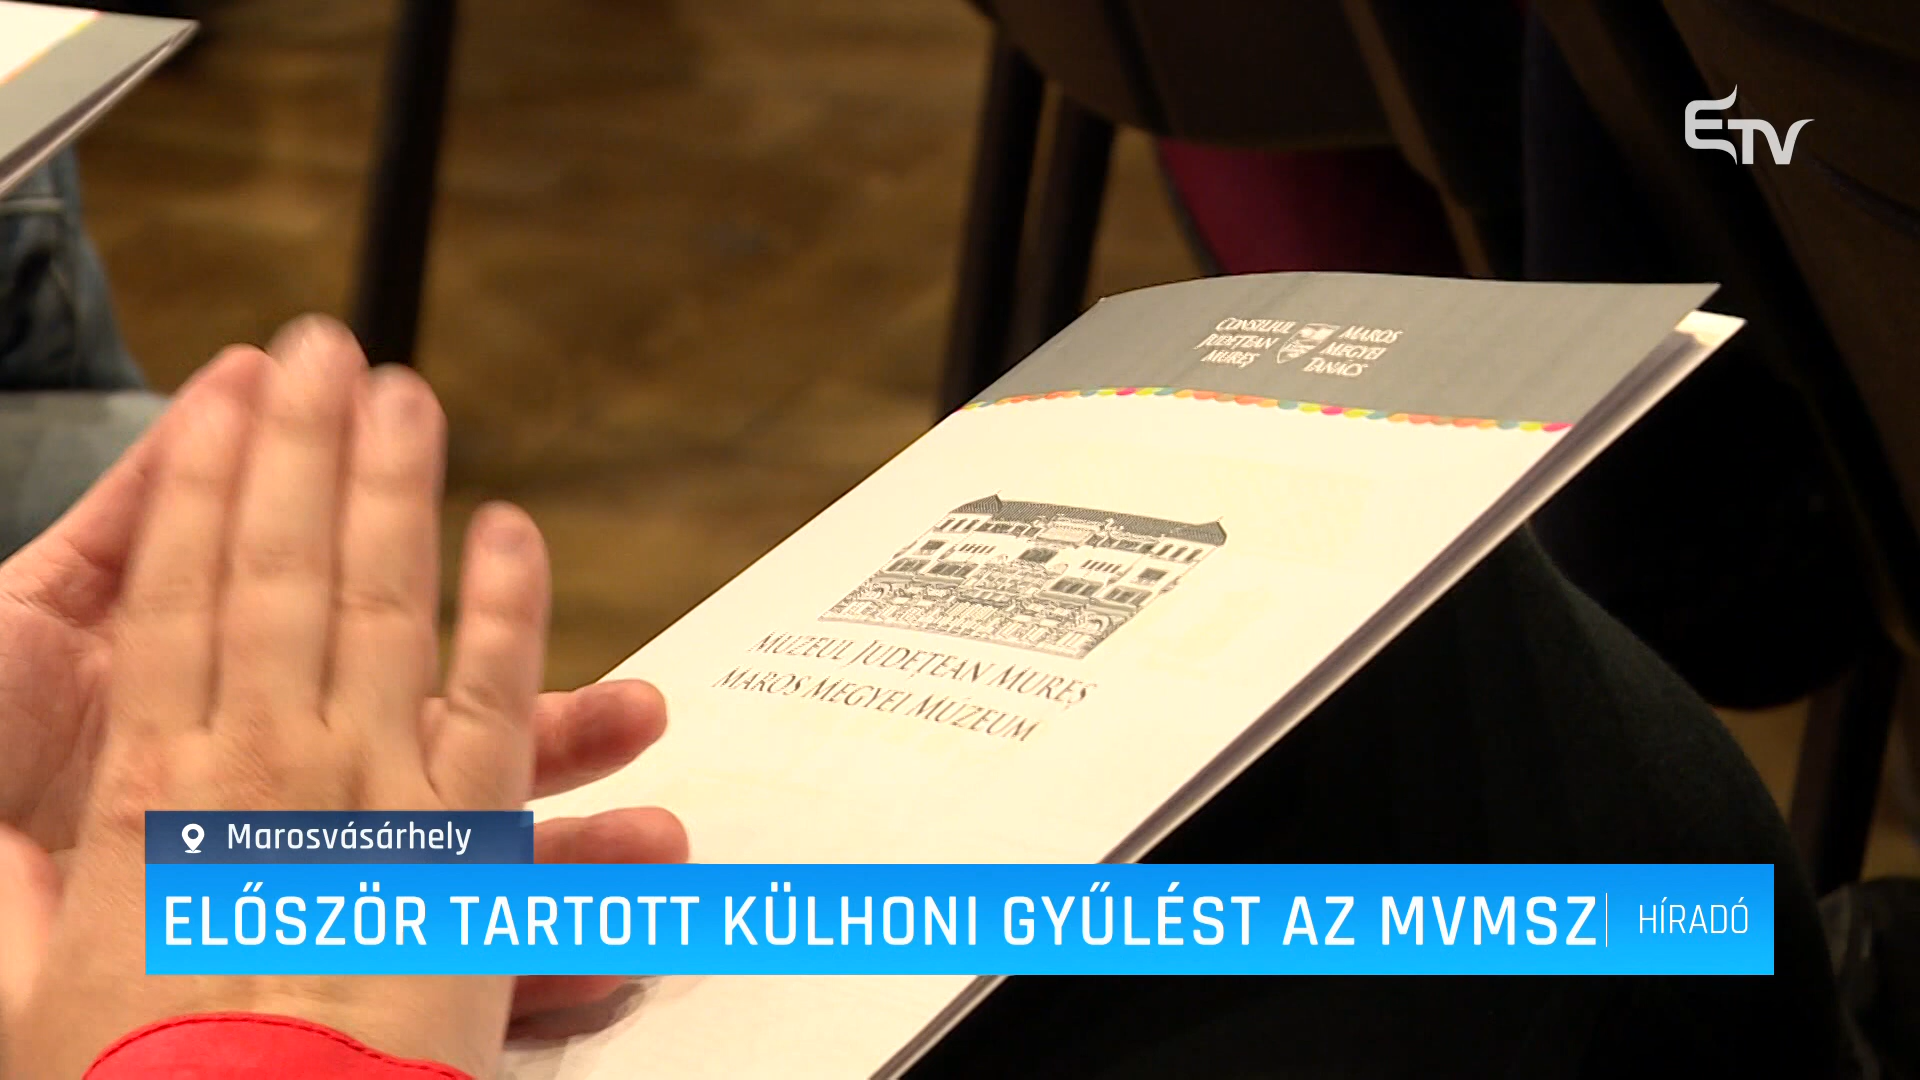 ETV
CONSILIUL
JUDEȚEAN
MUREȘ
MAROS
MEGYEI
TANÁCS
MUZEUL JUDEȚEAN MUREȘ
MAROS MEGYEI MÚZEUM
Marosvásárhely
ELŐSZÖR TARTOTT KÜLHONI GYŰLÉST AZ MVMSZ
HÍRADÓ